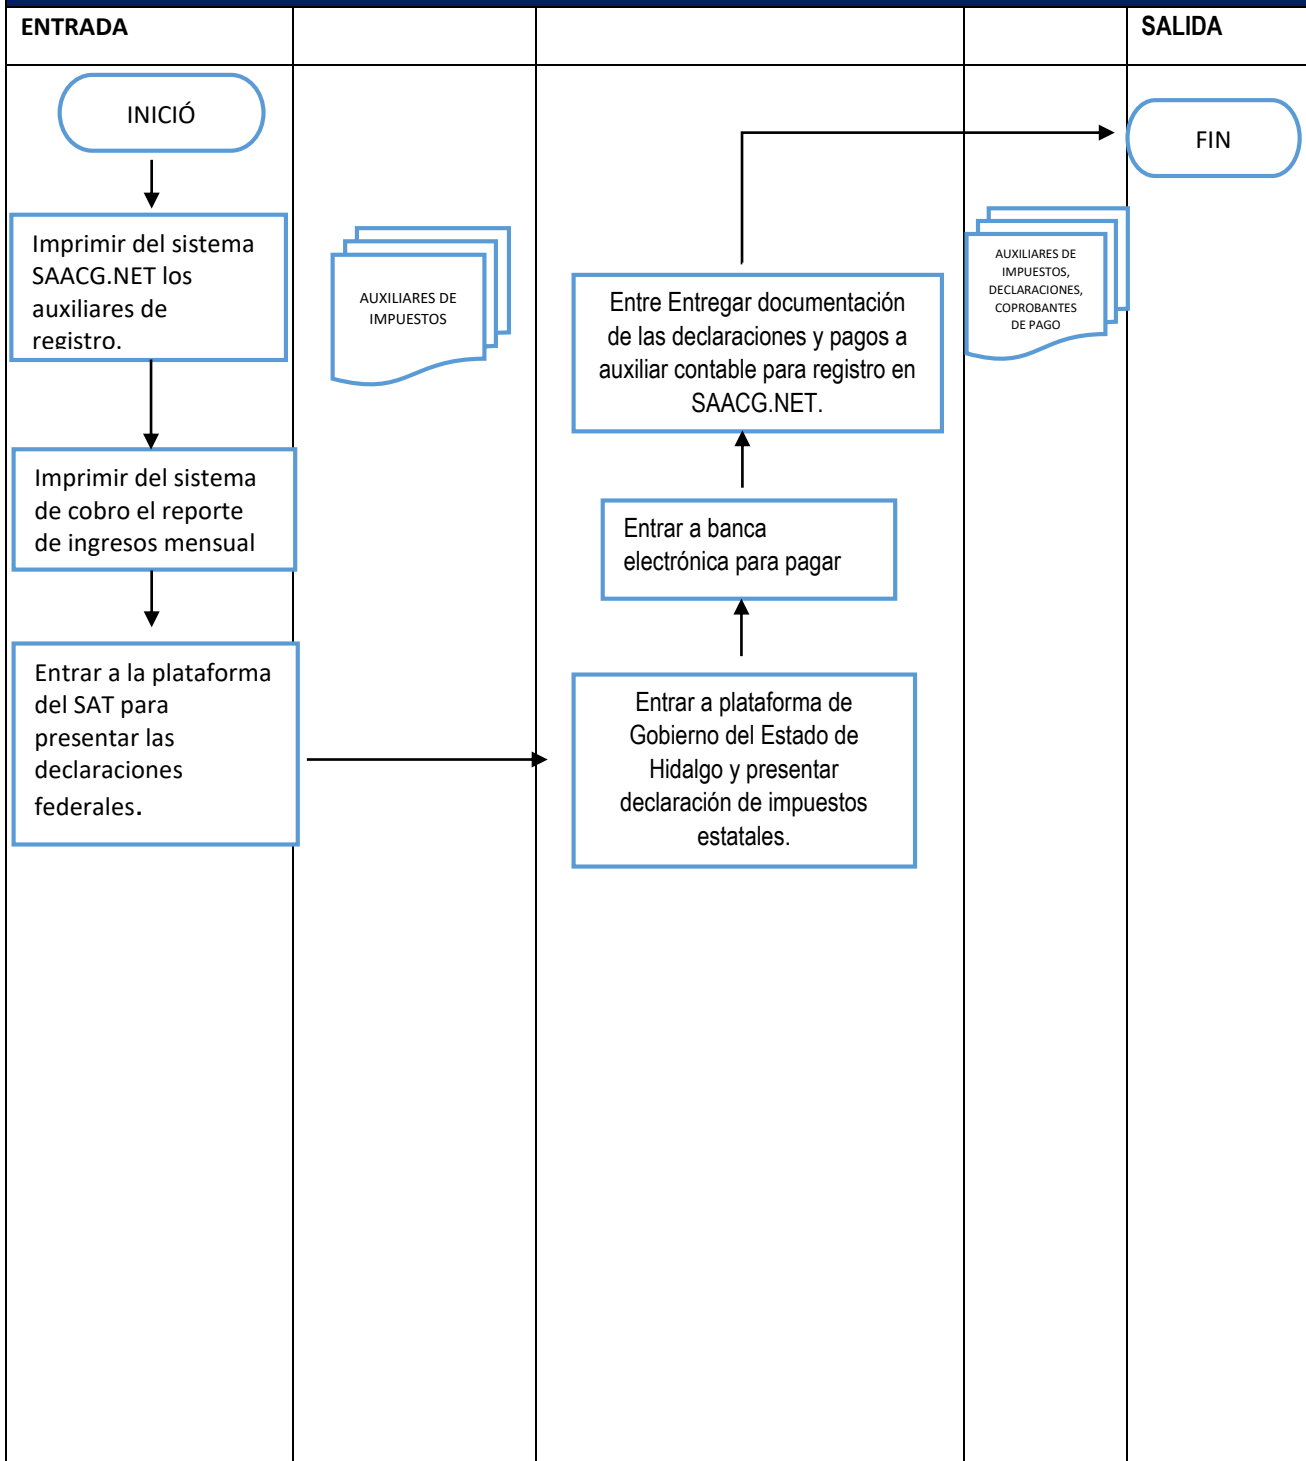 ENTRADA
SALIDA
INICIÓ
Imprimir del sistema
SAACG.NET los
auxiliares de
registro.
Imprimir del sistema
de cobro el reporte
de ingresos mensual
Entrar a la plataforma
del SAT para
presentar las
declaraciones
federales.
AUXILIARES DE
IMPUESTOS
Entre Entregar documentación
de las declaraciones y pagos a
auxiliar contable para registro en
SAACG.NET.
Entrar a banca
electrónica para pagar
Entrar a plataforma de
Gobierno del Estado de
Hidalgo y presentar
declaración de impuestos
estatales.
AUXILIARES DE
IMPUESTOS,
DECLARACIONES,
COPROBANTES
DE PAGO
FIN